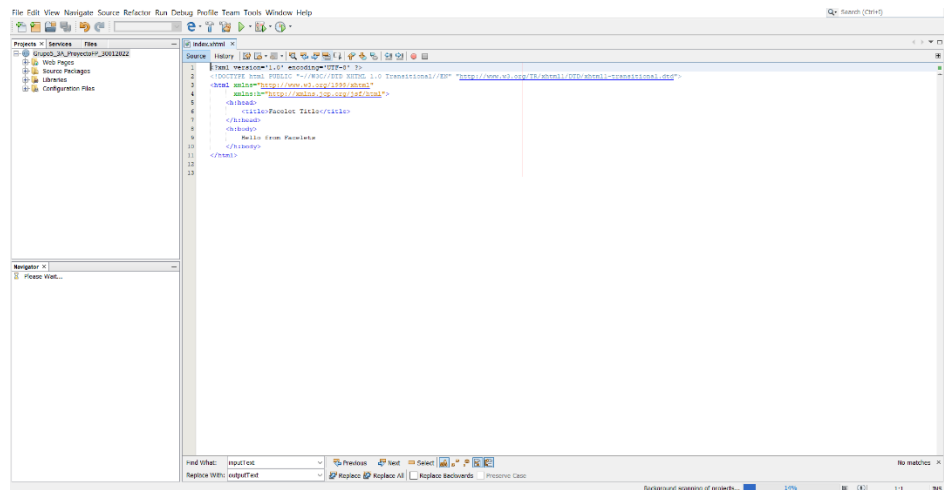 File Edit View Navigate Source Refactor Run Debug Profile Team Tools Window Help
Search (Ctrl+I)
Projects × Services Files
Grupo5_3A_ProyectoFP_30012022
Web Pages
Source Packages
Libraries
Configuration Files
Navigator ×
Please Wait...
index.xhtml ×
Source History
1 <?xml version='1.0' encoding='UTF-8' ?>
2 <!DOCTYPE html PUBLIC "-//W3C//DTD XHTML 1.0 Transitional//EN" "http://www.w3.org/TR/xhtml1/DTD/xhtml1-transitional.dtd">
3 <html xmlns="http://www.w3.org/1999/xhtml"
4 xmlns:h="http://xmlns.jcp.org/jsf/html">
5 <h:head>
6 <title>Facelet Title</title>
7 </h:head>
8 <h:body>
9 Hello from Facelets
10 </h:body>
11 </html>
12
13
Find What: inputText Previous Next Select No matches ×
Replace With: outputText Replace Replace All Replace Backwards Preserve Case
Background scanning of projects... 14% 1:1 INS